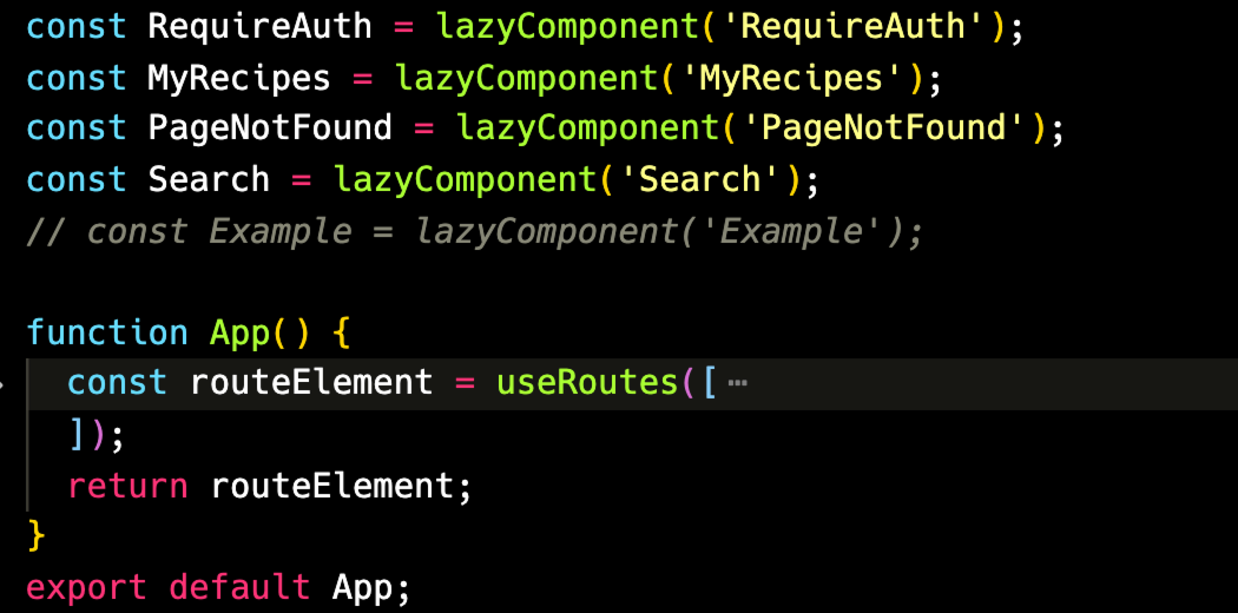 const RequireAuth = lazyComponent('RequireAuth');
const MyRecipes = lazyComponent('MyRecipes');
const PageNotFound = lazyComponent('PageNotFound');
const Search = lazyComponent('Search');
// const Example = lazyComponent('Example');
function App() {
  const routeElement = useRoutes([ ⋯
  ]);
  return routeElement;
}
export default App;